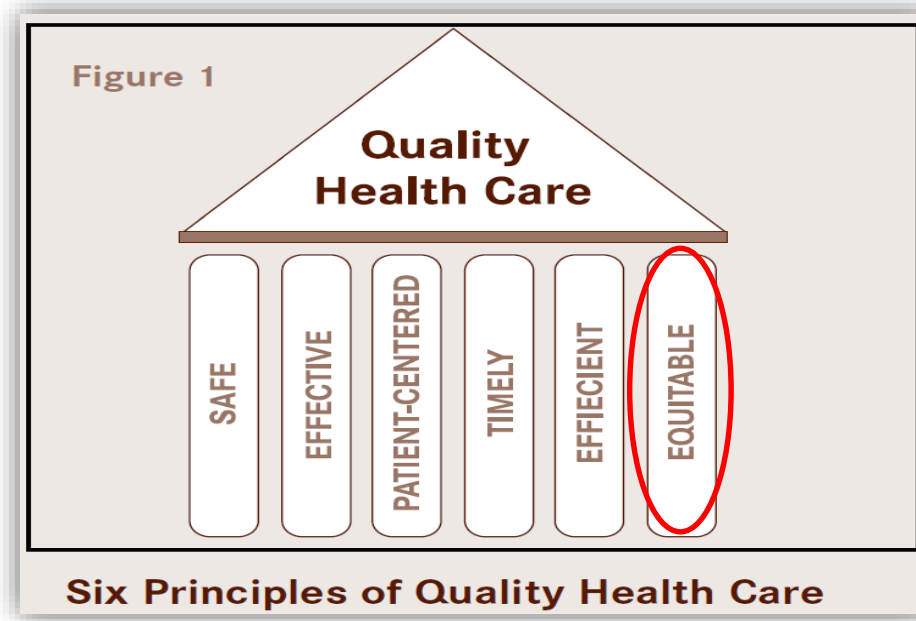 Figure 1
Quality
Health Care
SAFE
EFFECTIVE
PATIENT-CENTERED
TIMELY
EFFIECIENT
EQUITABLE
Six Principles of Quality Health Care